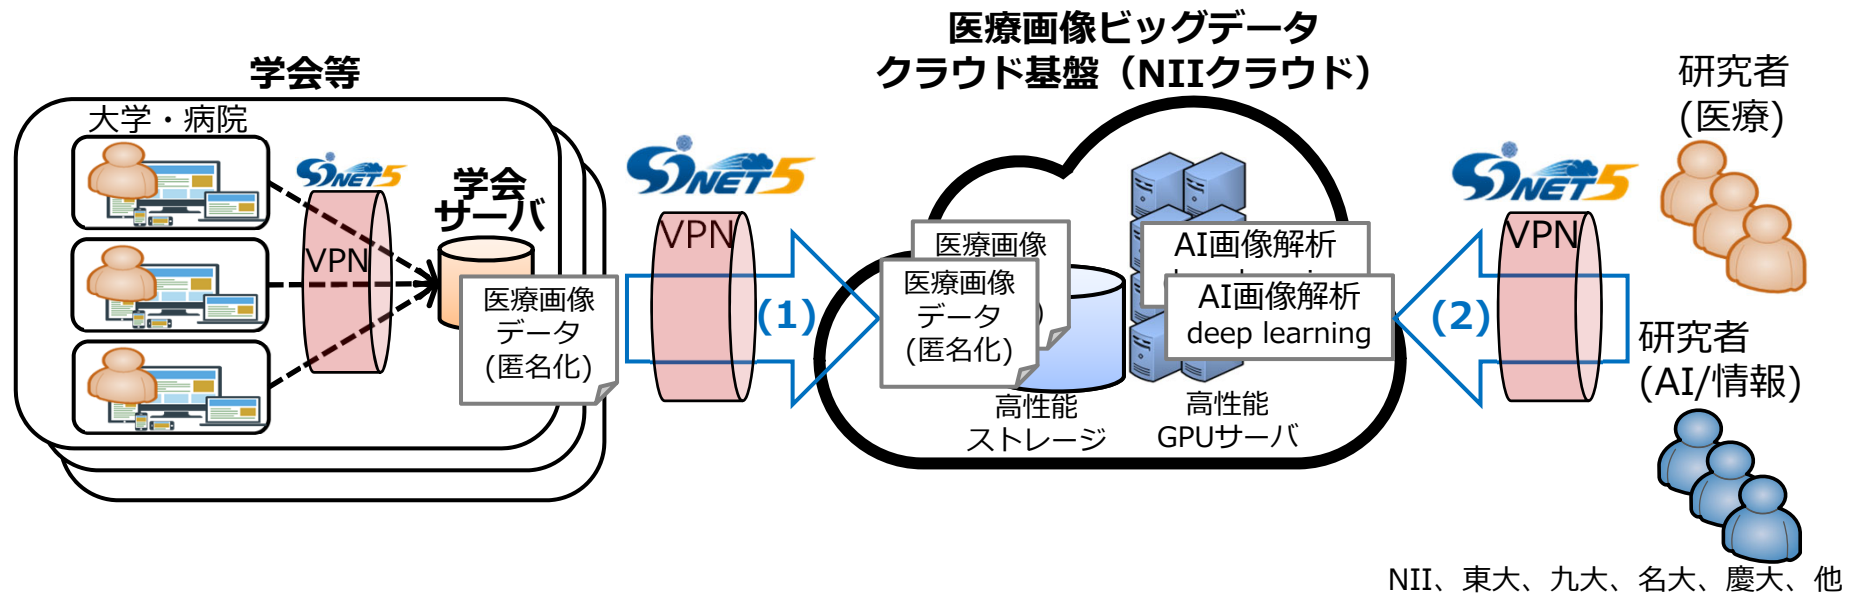 医療画像ビッグデータ
クラウド基盤（NIIクラウド）
学会等
大学・病院
SINET5
VPN
学会
サーバ
医療画像
データ
(匿名化)
SINET5
VPN
(1)
医療画像
)
医療画像
データ
(匿名化)
高性能
ストレージ
AI画像解析
AI画像解析
deep learning
高性能
GPUサーバ
SINET5
VPN
(2)
研究者
(医療)
研究者
(AI/情報)
NII、東大、九大、名大、慶大、他